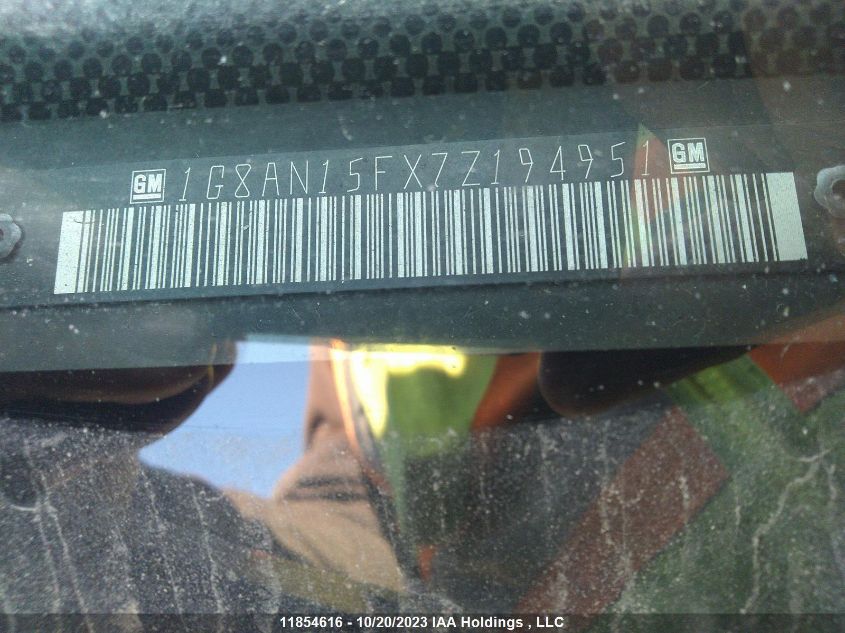 GM 1G8AN15FX7Z194951 GM
11854616 - 10/20/2023 IAA Holdings , LLC